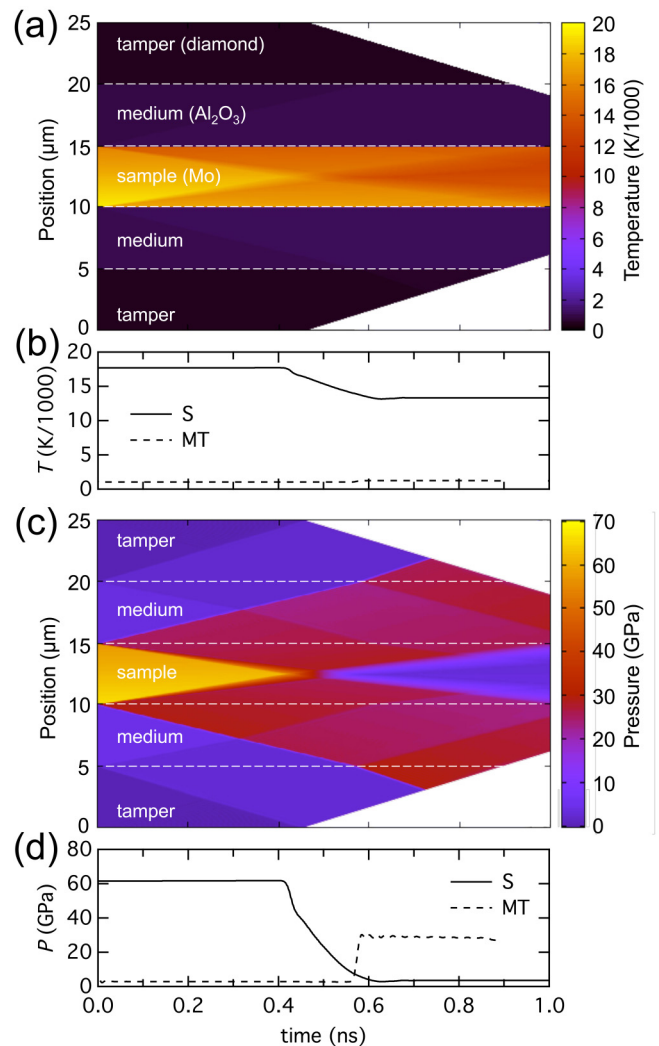 (a)
25
20
15
10
5
0
Position (µm)
tamper (diamond)
medium (Al₂O₃)
sample (Mo)
medium
tamper
20
18
16
14
12
10
8
6
4
2
0
Temperature (K/1000)
(b)
20
15
10
5
0
T (K/1000)
S
MT
(c)
25
20
15
10
5
0
Position (µm)
tamper
medium
sample
medium
tamper
70
60
50
40
30
20
10
0
Pressure (GPa)
(d)
60
40
20
0
P (GPa)
S
MT
0.0
0.2
0.4
0.6
0.8
1.0
time (ns)